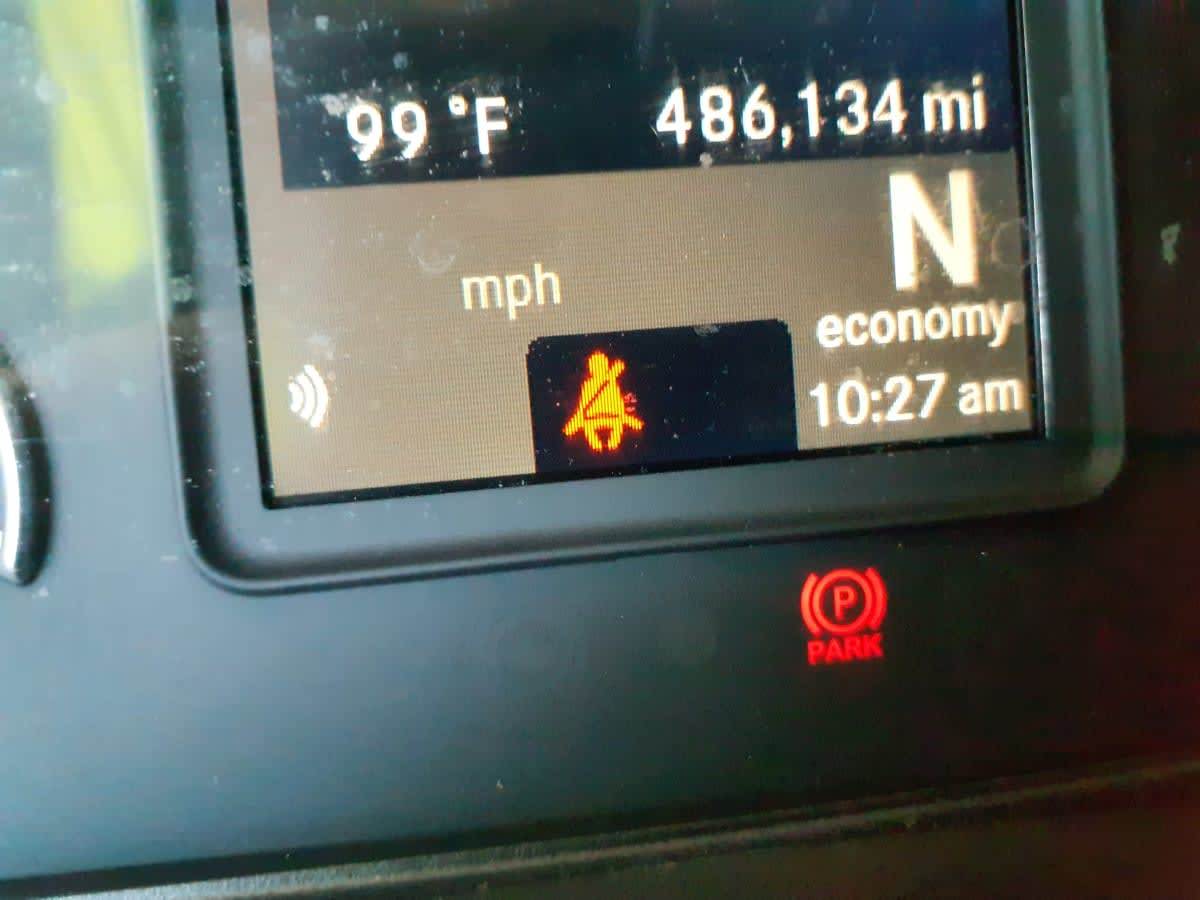 99 °F 486,134 mi
N
mph
economy
10:27 am
P
PARK